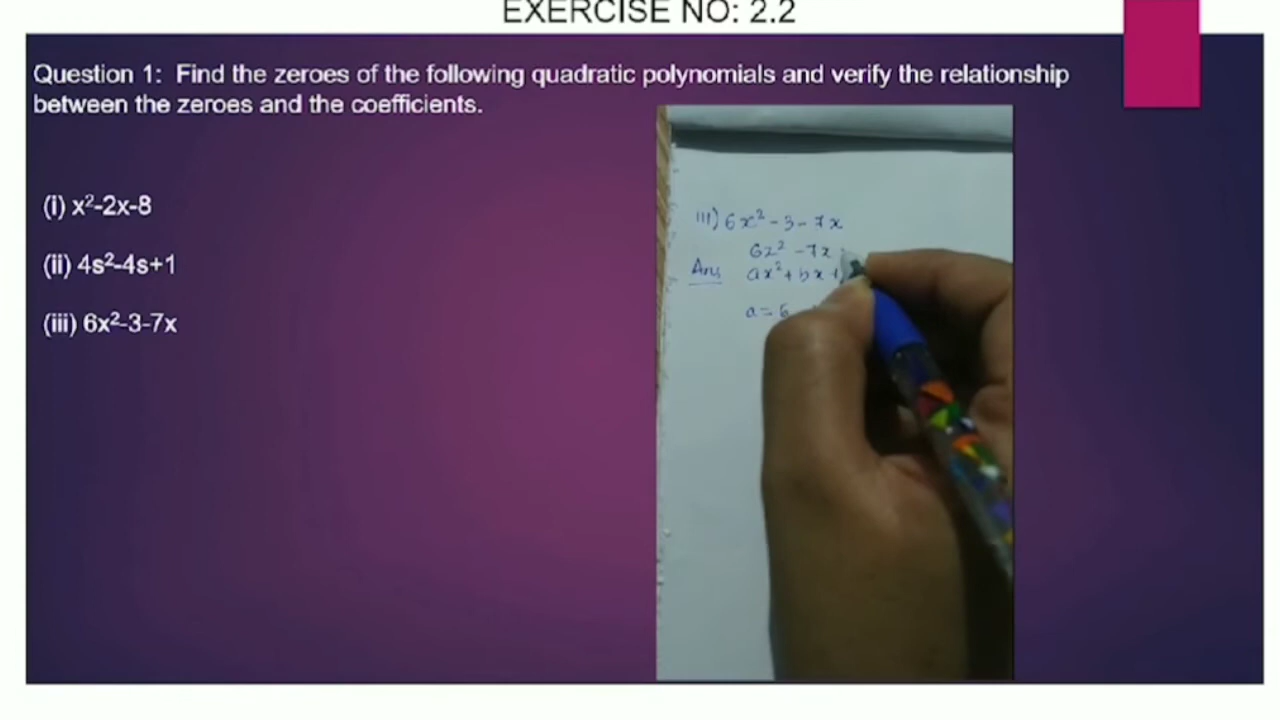 EXERCISE NO: 2.2
Question 1: Find the zeroes of the following quadratic polynomials and verify the relationship
between the zeroes and the coefficients.
(i) x²-2x-8
(ii) 4s²-4s+1
(iii) 6x²-3-7x
iii) 6x² - 3 - 7x
6x² - 7x
Ans ax² + bx +
a = 6